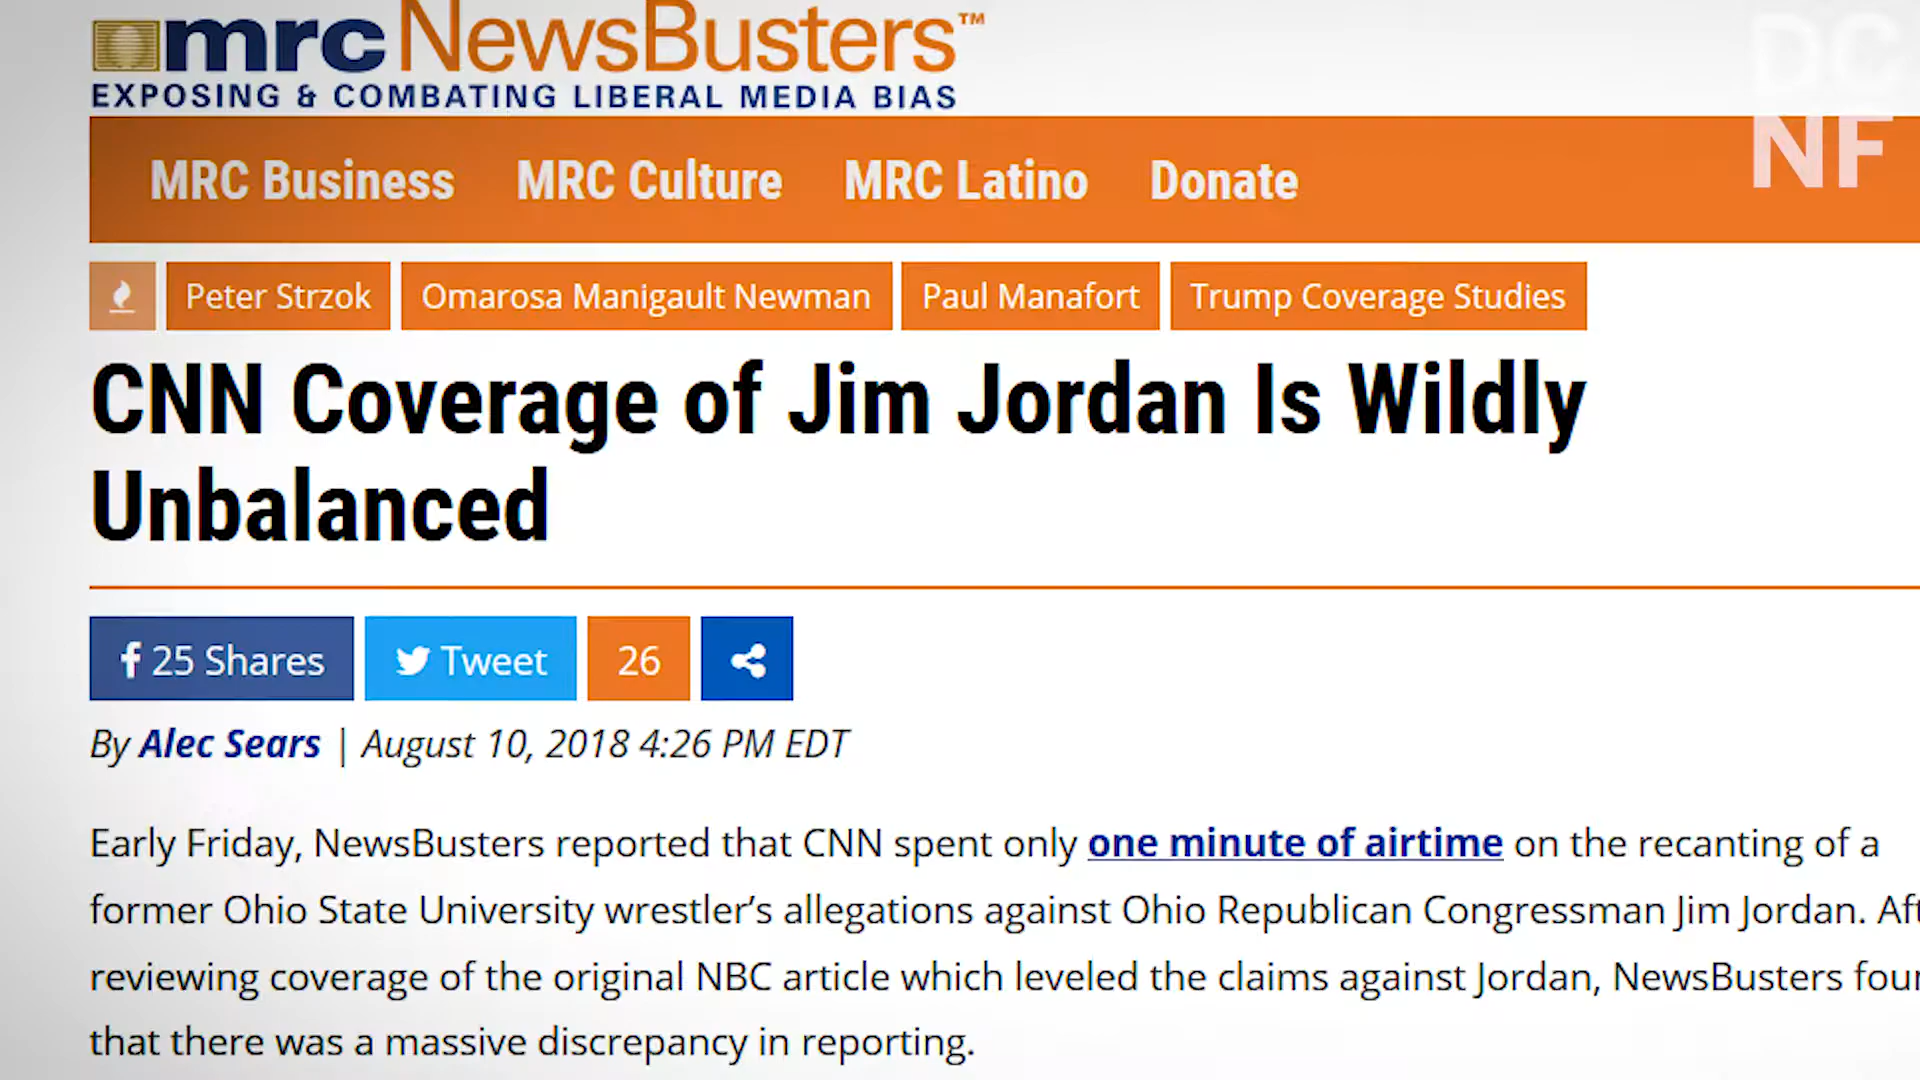 mrc NewsBusters™
EXPOSING & COMBATING LIBERAL MEDIA BIAS
DC
NF
MRC Business MRC Culture MRC Latino Donate
Peter Strzok Omarosa Manigault Newman Paul Manafort Trump Coverage Studies
CNN Coverage of Jim Jordan Is Wildly
Unbalanced
25 Shares Tweet 26
By Alec Sears | August 10, 2018 4:26 PM EDT
Early Friday, NewsBusters reported that CNN spent only one minute of airtime on the recanting of a
former Ohio State University wrestler’s allegations against Ohio Republican Congressman Jim Jordan.
reviewing coverage of the original NBC article which leveled the claims against Jordan, NewsBusters
that there was a massive discrepancy in reporting.